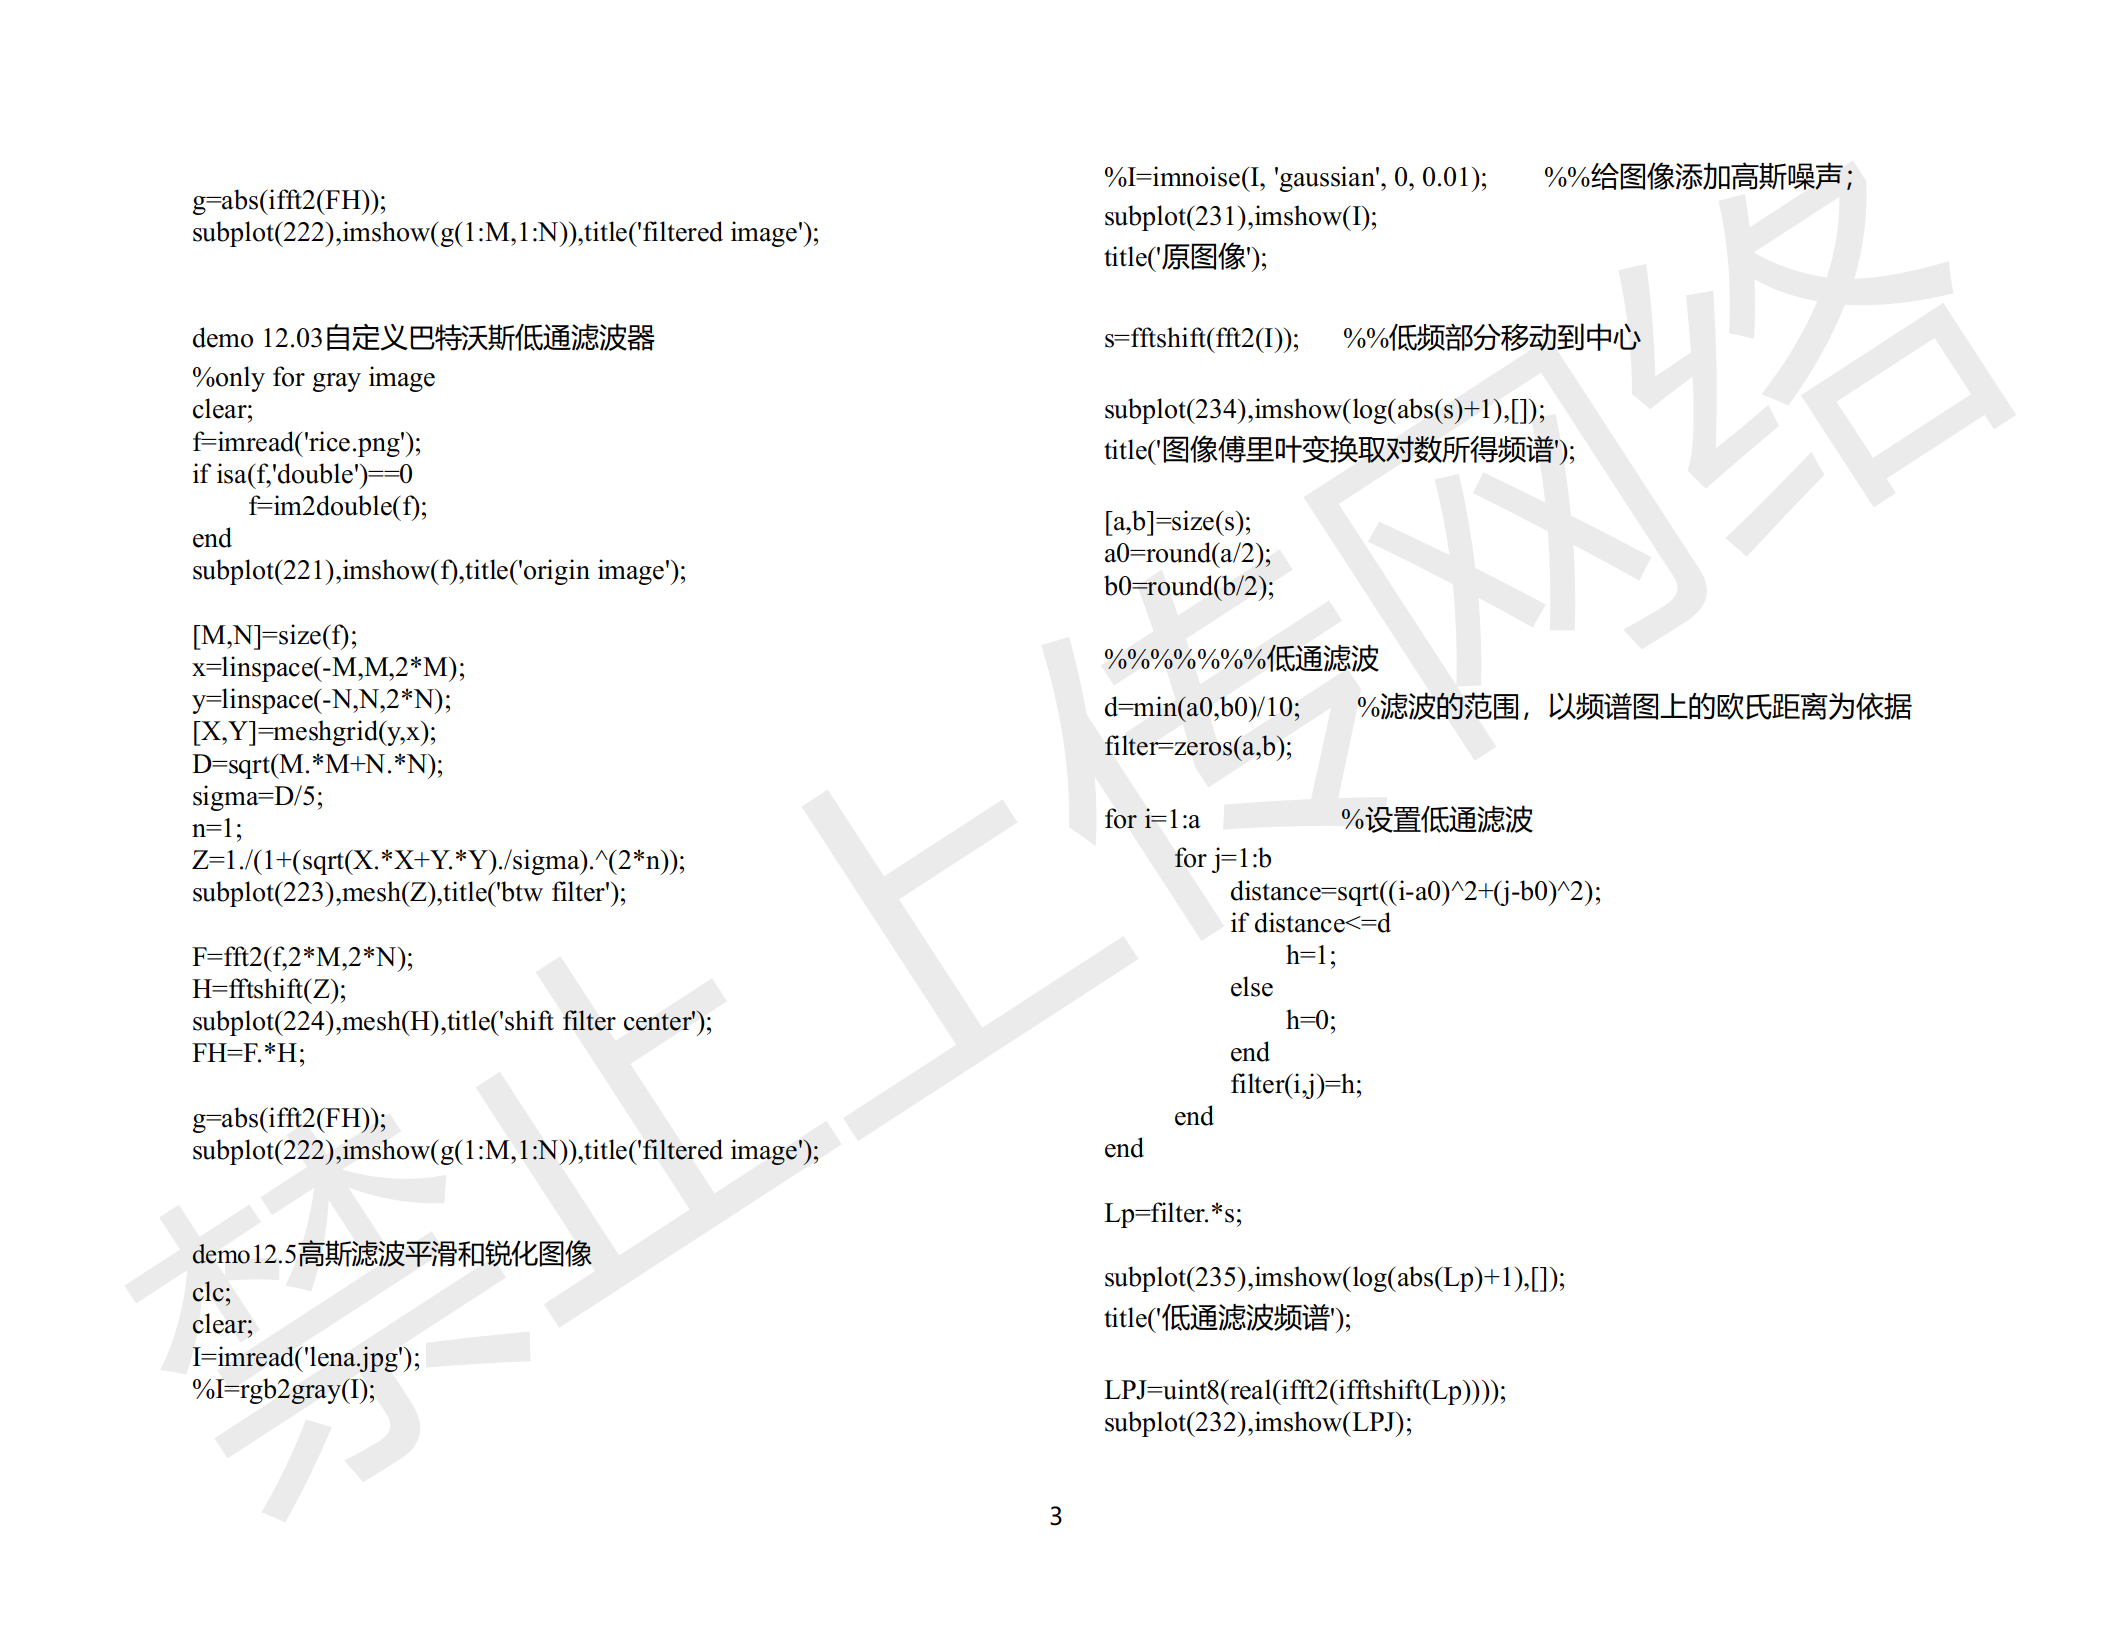 g=abs(ifft2(FH));
subplot(222),imshow(g(1:M,1:N)),title('filtered image');
demo 12.03自定义巴特沃斯低通滤波器
%only for gray image
clear;
f=imread('rice.png');
if isa(f,'double')==0
f=im2double(f);
end
subplot(221),imshow(f),title('origin image');
[M,N]=size(f);
x=linspace(-M,M,2*M);
y=linspace(-N,N,2*N);
[X,Y]=meshgrid(y,x);
D=sqrt(M.*M+N.*N);
sigma=D/5;
n=1;
Z=1./(1+(sqrt(X.*X+Y.*Y)./sigma).^(2*n));
subplot(223),mesh(Z),title('btw filter');
F=fft2(f,2*M,2*N);
H=fftshift(Z);
subplot(224),mesh(H),title('shift filter center');
FH=F.*H;
g=abs(ifft2(FH));
subplot(222),imshow(g(1:M,1:N)),title('filtered image');
demo12.5高斯滤波平滑和锐化图像
clc;
clear;
I=imread('lena.jpg');
%I=rgb2gray(I);
%I=imnoise(I, 'gaussian', 0, 0.01); %%给图像添加高斯噪声;
subplot(231),imshow(I);
title('原图像');
s=fftshift(fft2(I)); %%低频部分移动到中心
subplot(234),imshow(log(abs(s)+1),[]);
title('图像傅里叶变换取对数所得频谱');
[a,b]=size(s);
a0=round(a/2);
b0=round(b/2);
%%%%%%%低通滤波
d=min(a0,b0)/10; %滤波的范围，以频谱图上的欧氏距离为依据
filter=zeros(a,b);
for i=1:a %设置低通滤波
for j=1:b
distance=sqrt((i-a0)^2+(j-b0)^2);
if distance<=d
h=1;
else
h=0;
end
filter(i,j)=h;
end
end
Lp=filter.*s;
subplot(235),imshow(log(abs(Lp)+1),[]);
title('低通滤波频谱');
LPJ=uint8(real(ifft2(ifftshift(Lp))));
subplot(232),imshow(LPJ);
3
禁止上传网络